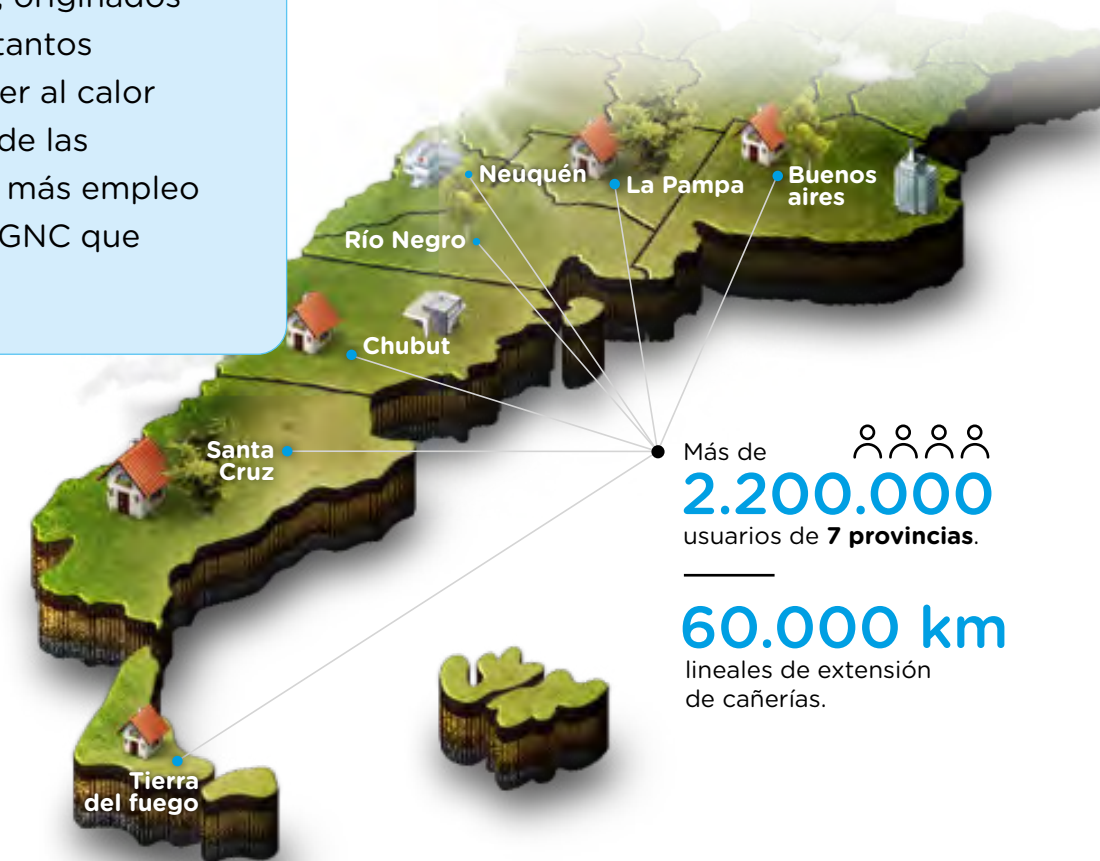 originados
tantos
er al calor
de las
más empleo
GNC que
Neuquén
La Pampa
Buenos
aires
Río Negro
Chubut
Santa
Cruz
Tierra
del fuego
Más de
2.200.000
usuarios de 7 provincias.
60.000 km
lineales de extensión
de cañerías.